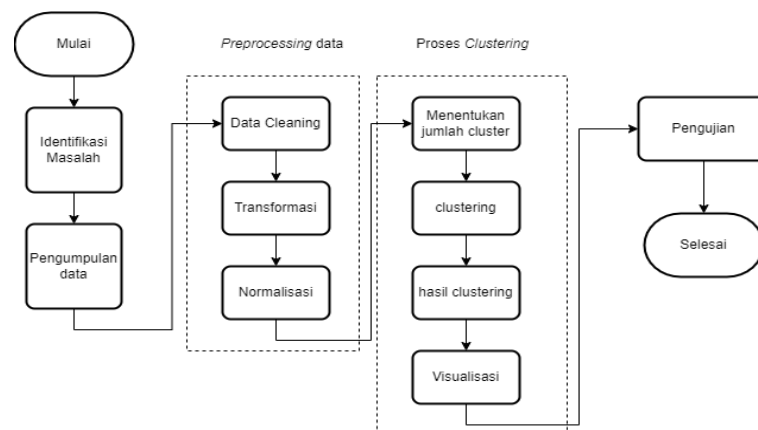 Mulai
Identifikasi
Masalah
Pengumpulan
data
Preprocessing data
Data Cleaning
Transformasi
Normalisasi
Proses Clustering
Menentukan
jumlah cluster
clustering
hasil clustering
Visualisasi
Pengujian
Selesai